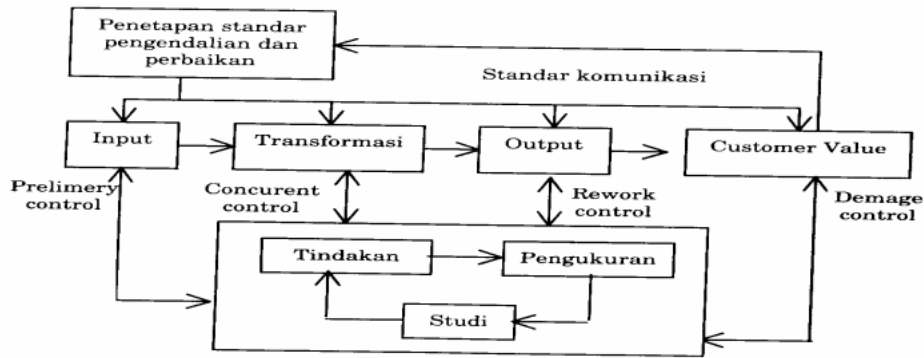 Penetapan standar
pengendalian dan
perbaikan
Standar komunikasi
Input
Transformasi
Output
Customer Value
Prelimery
control
Concurent
control
Rework
control
Demage
control
Tindakan
Pengukuran
Studi